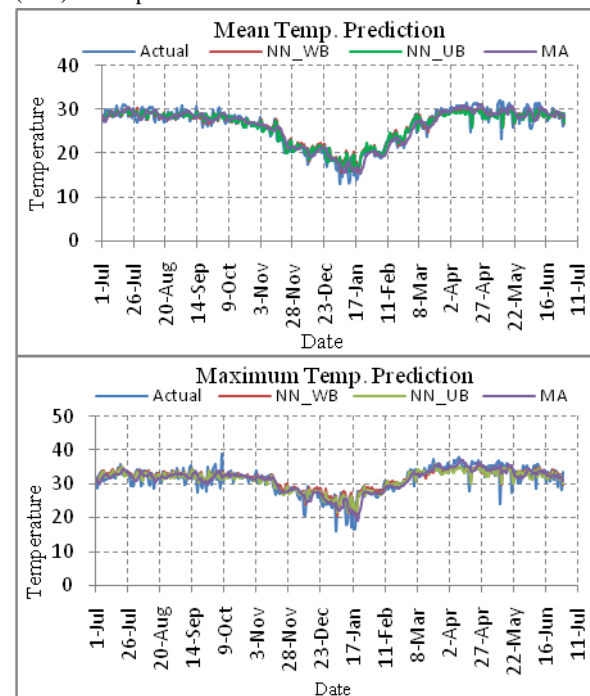 Mean Temp. Prediction
Actual NN_WB NN_UB MA
40
30
20
10
0
Temperature
1-Jul 26-Jul 20-Aug 14-Sep 9-Oct 3-Nov 28-Nov 23-Dec 17-Jan 11-Feb 8-Mar 2-Apr 27-Apr 22-May 16-Jun 11-Jul
Date
Maximum Temp. Prediction
Actual NN_WB NN_UB MA
50
40
30
20
10
0
Temperature
1-Jul 26-Jul 20-Aug 14-Sep 9-Oct 3-Nov 28-Nov 23-Dec 17-Jan 11-Feb 8-Mar 2-Apr 27-Apr 22-May 16-Jun 11-Jul
Date